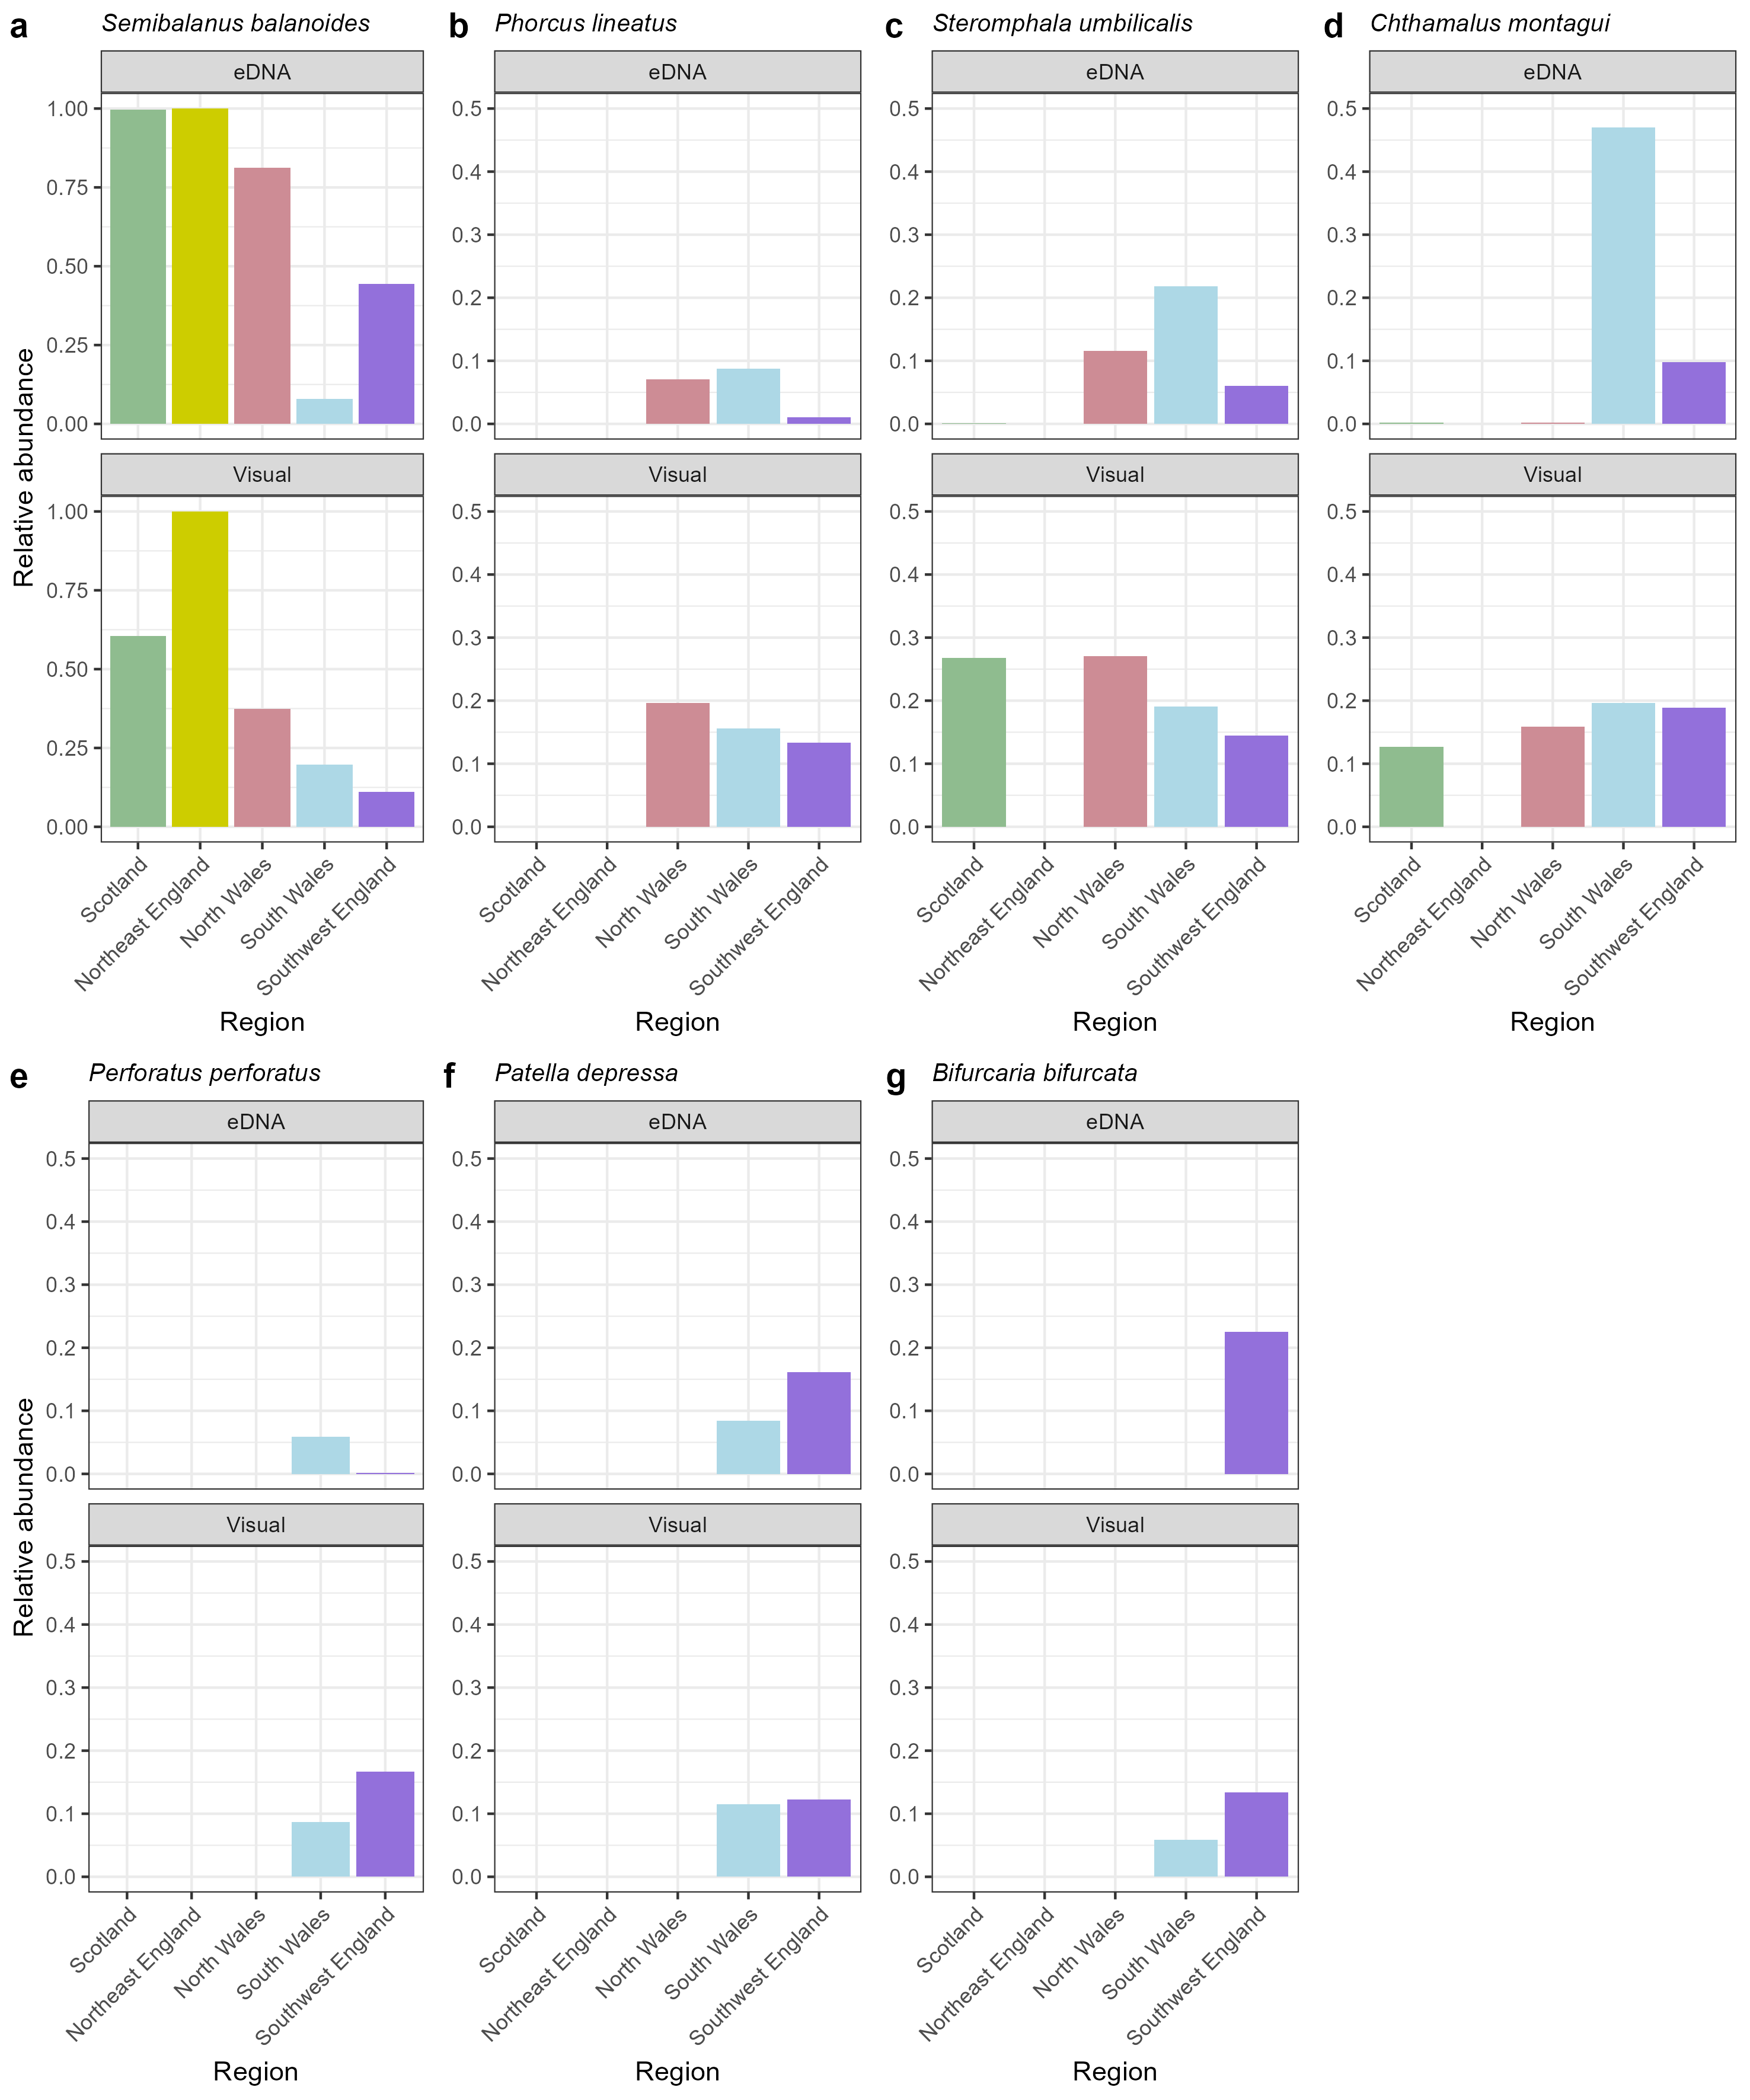 a Semibalanus balanoides
eDNA
1.00
0.75
0.50
0.25
0.00
Visual
1.00
0.75
0.50
0.25
0.00
Relative abundance
Scotland
Northeast England
North Wales
South Wales
Southwest England
Region
b Phorcus lineatus
eDNA
0.5
0.4
0.3
0.2
0.1
0.0
Visual
0.5
0.4
0.3
0.2
0.1
0.0
Scotland
Northeast England
North Wales
South Wales
Southwest England
Region
c Steromphala umbilicalis
eDNA
0.5
0.4
0.3
0.2
0.1
0.0
Visual
0.5
0.4
0.3
0.2
0.1
0.0
Scotland
Northeast England
North Wales
South Wales
Southwest England
Region
d Chthamalus montagui
eDNA
0.5
0.4
0.3
0.2
0.1
0.0
Visual
0.5
0.4
0.3
0.2
0.1
0.0
Scotland
Northeast England
North Wales
South Wales
Southwest England
Region
e Perforatus perforatus
eDNA
0.5
0.4
0.3
0.2
0.1
0.0
Visual
0.5
0.4
0.3
0.2
0.1
0.0
Relative abundance
Scotland
Northeast England
North Wales
South Wales
Southwest England
Region
f Patella depressa
eDNA
0.5
0.4
0.3
0.2
0.1
0.0
Visual
0.5
0.4
0.3
0.2
0.1
0.0
Scotland
Northeast England
North Wales
South Wales
Southwest England
Region
g Bifurcaria bifurcata
eDNA
0.5
0.4
0.3
0.2
0.1
0.0
Visual
0.5
0.4
0.3
0.2
0.1
0.0
Scotland
Northeast England
North Wales
South Wales
Southwest England
Region